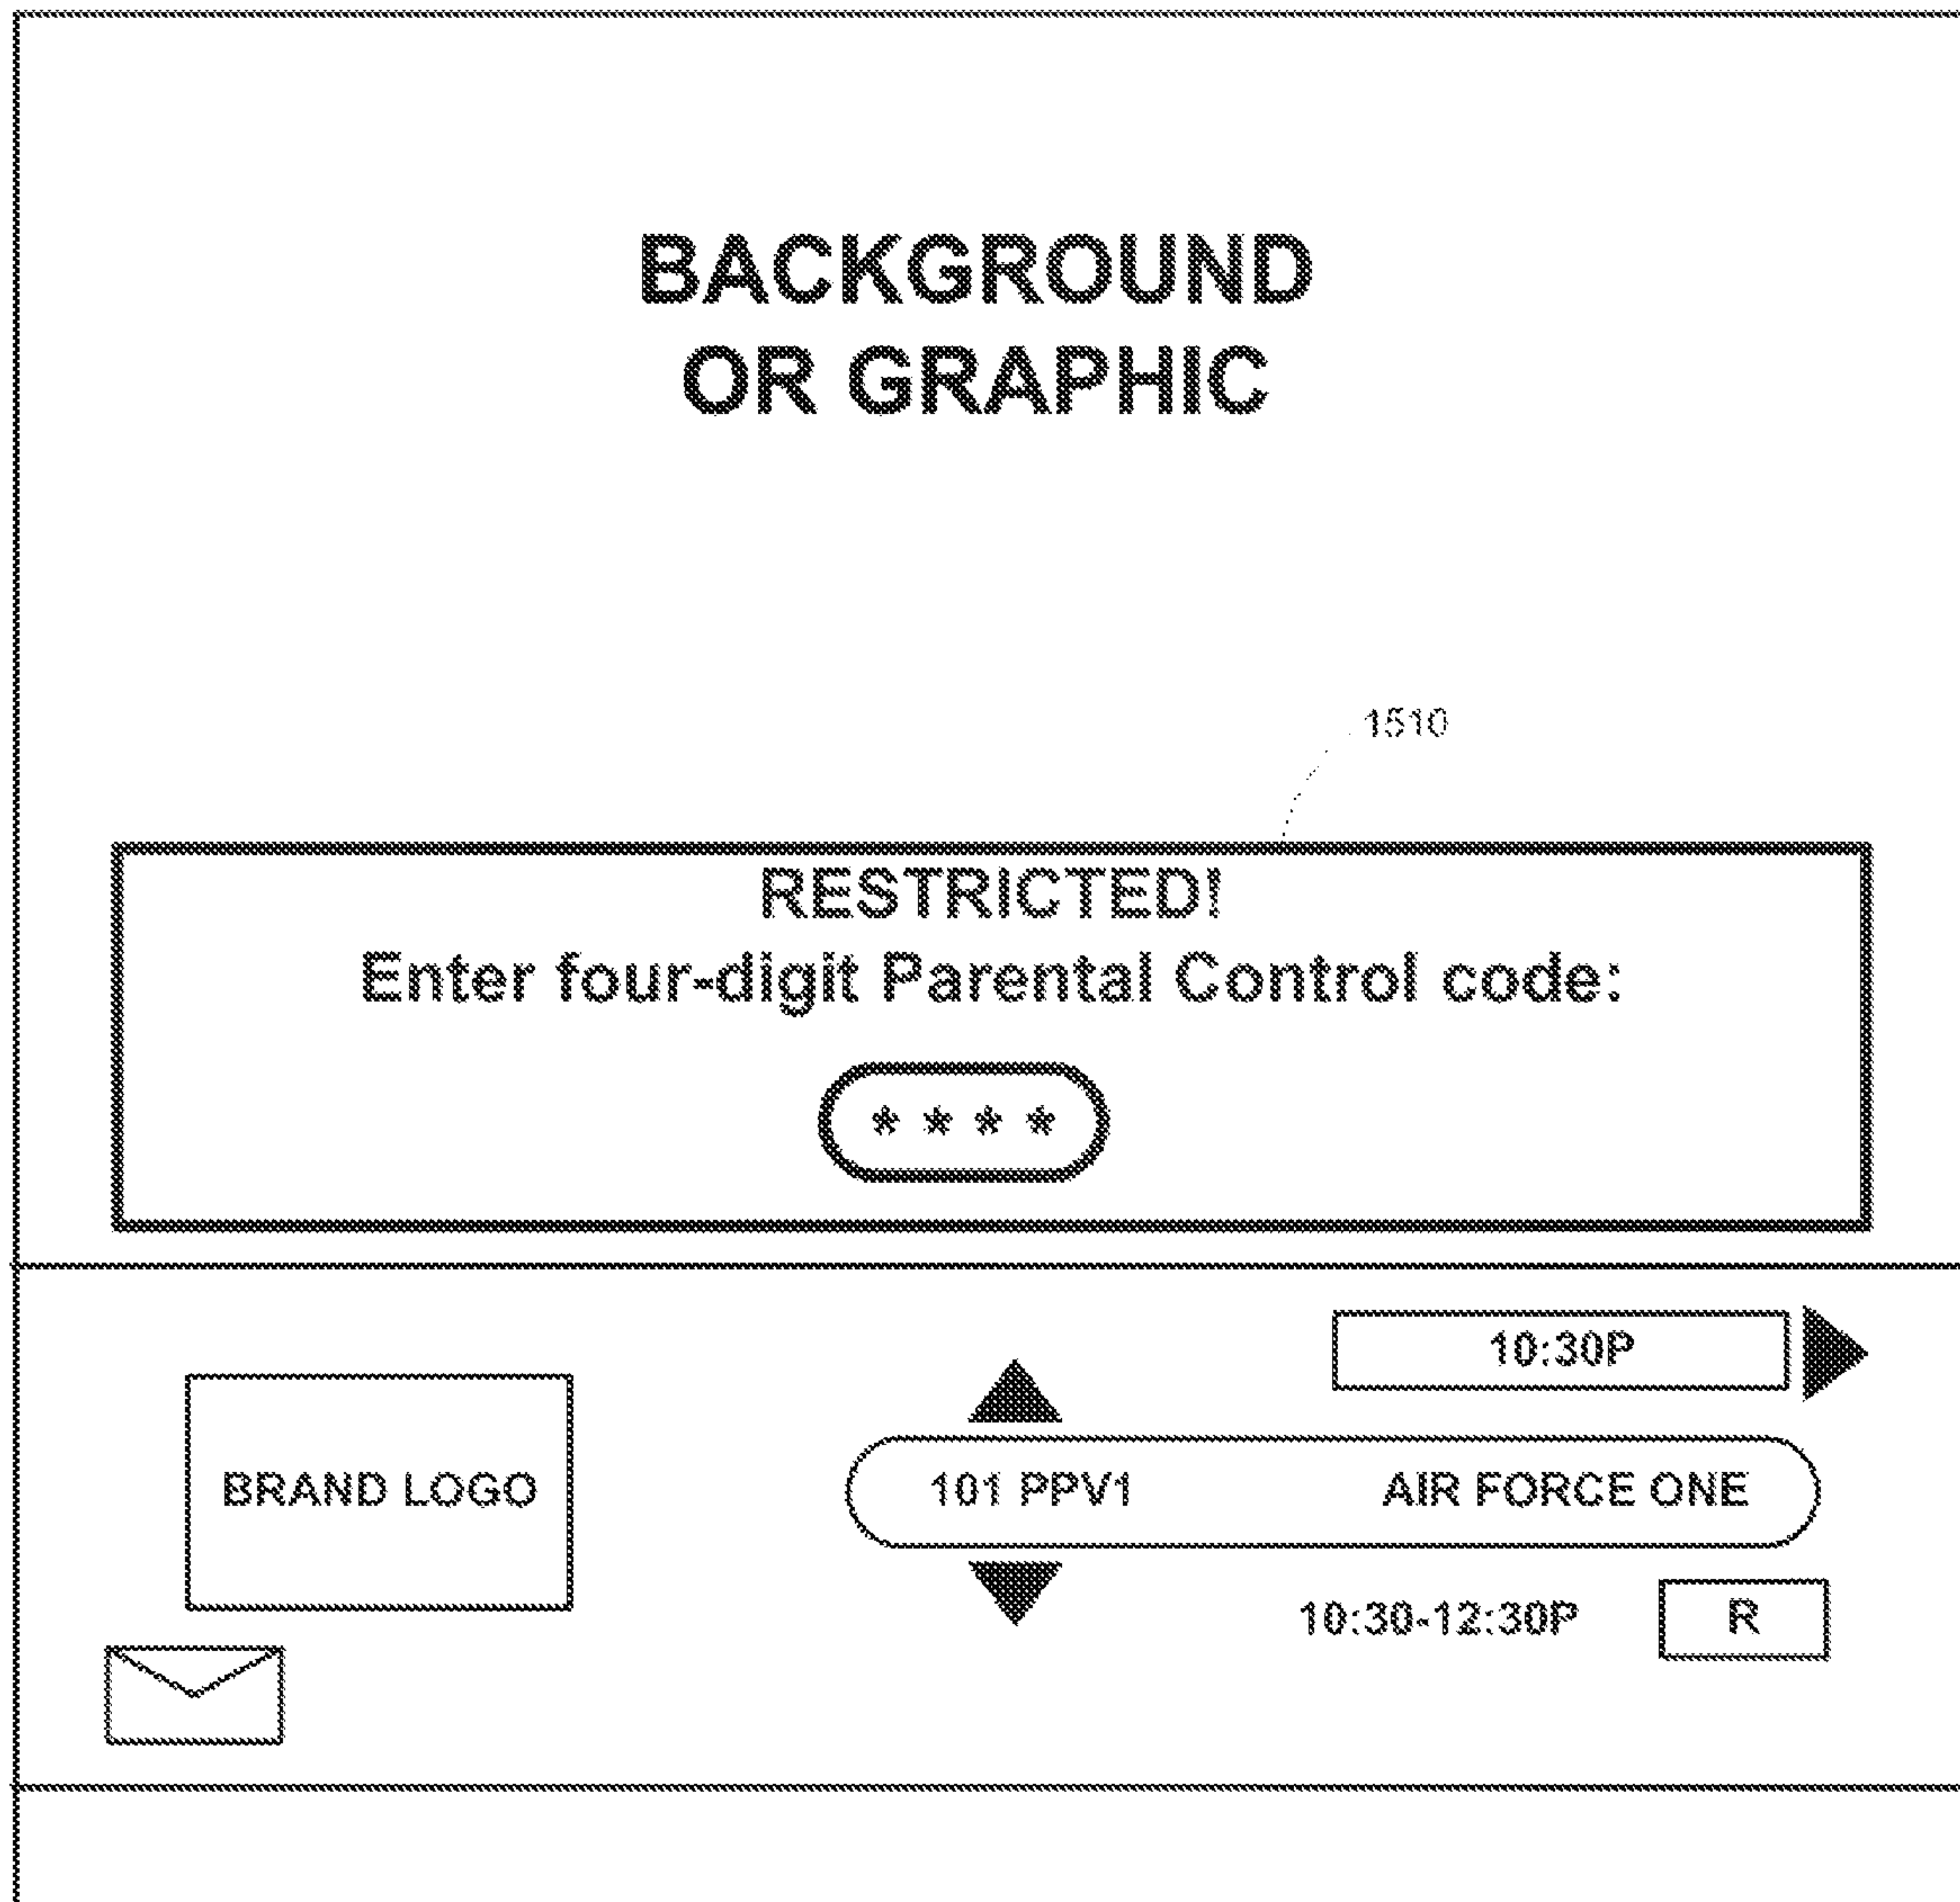 BACKGROUND
OR GRAPHIC
1510
RESTRICTED!
Enter four-digit Parental Control code:
* * * *
10:30P
BRAND LOGO
101 PPV1 AIR FORCE ONE
10:30-12:30P R